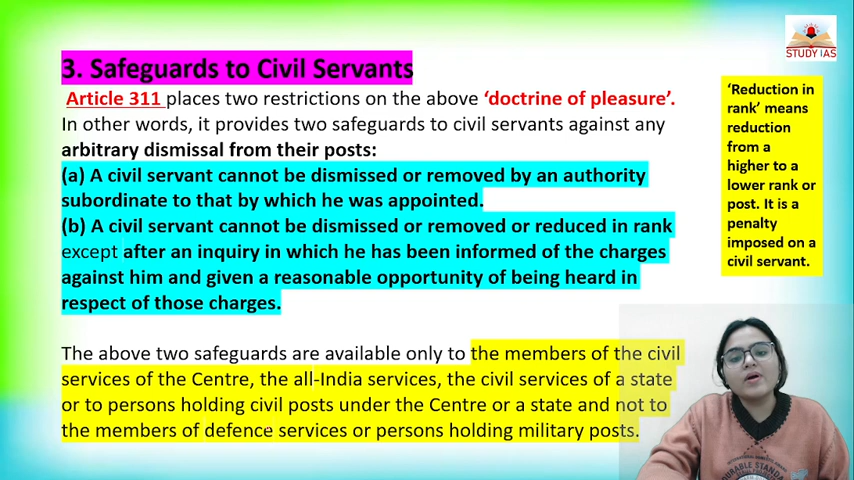 STUDY IAS
3. Safeguards to Civil Servants
Article 311 places two restrictions on the above ‘doctrine of pleasure’.
In other words, it provides two safeguards to civil servants against any
arbitrary dismissal from their posts:
(a) A civil servant cannot be dismissed or removed by an authority
subordinate to that by which he was appointed.
(b) A civil servant cannot be dismissed or removed or reduced in rank
except after an inquiry in which he has been informed of the charges
against him and given a reasonable opportunity of being heard in
respect of those charges.
The above two safeguards are available only to the members of the civil
services of the Centre, the all-India services, the civil services of a state
or to persons holding civil posts under the Centre or a state and not to
the members of defence services or persons holding military posts.
‘Reduction in
rank’ means
reduction
from a
higher to a
lower rank or
post. It is a
penalty
imposed on a
civil servant.